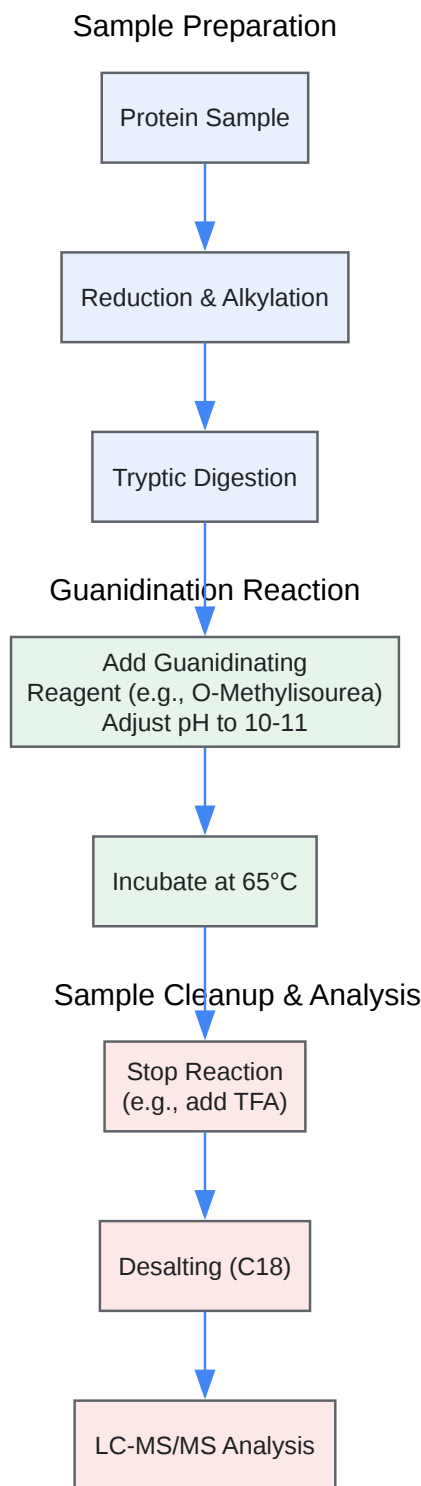 Sample Preparation
Protein Sample
Reduction & Alkylation
Tryptic Digestion
Guanidination Reaction
Add Guanidinating
Reagent (e.g., O-Methylisourea)
Adjust pH to 10-11
Incubate at 65°C
Sample Cleanup & Analysis
Stop Reaction
(e.g., add TFA)
Desalting (C18)
LC-MS/MS Analysis